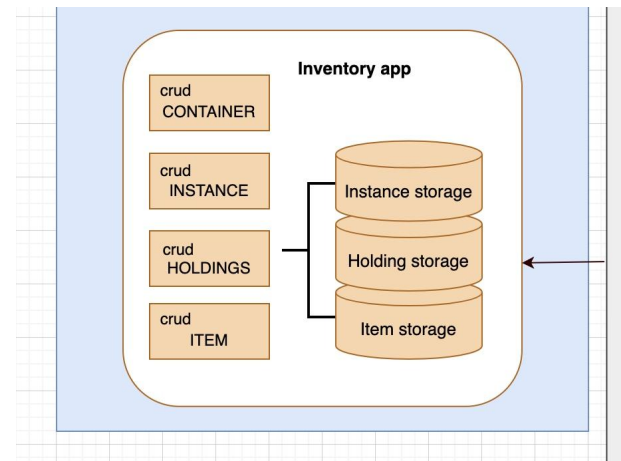 Inventory app
crud
CONTAINER
crud
INSTANCE
crud
HOLDINGS
crud
ITEM
Instance storage
Holding storage
Item storage